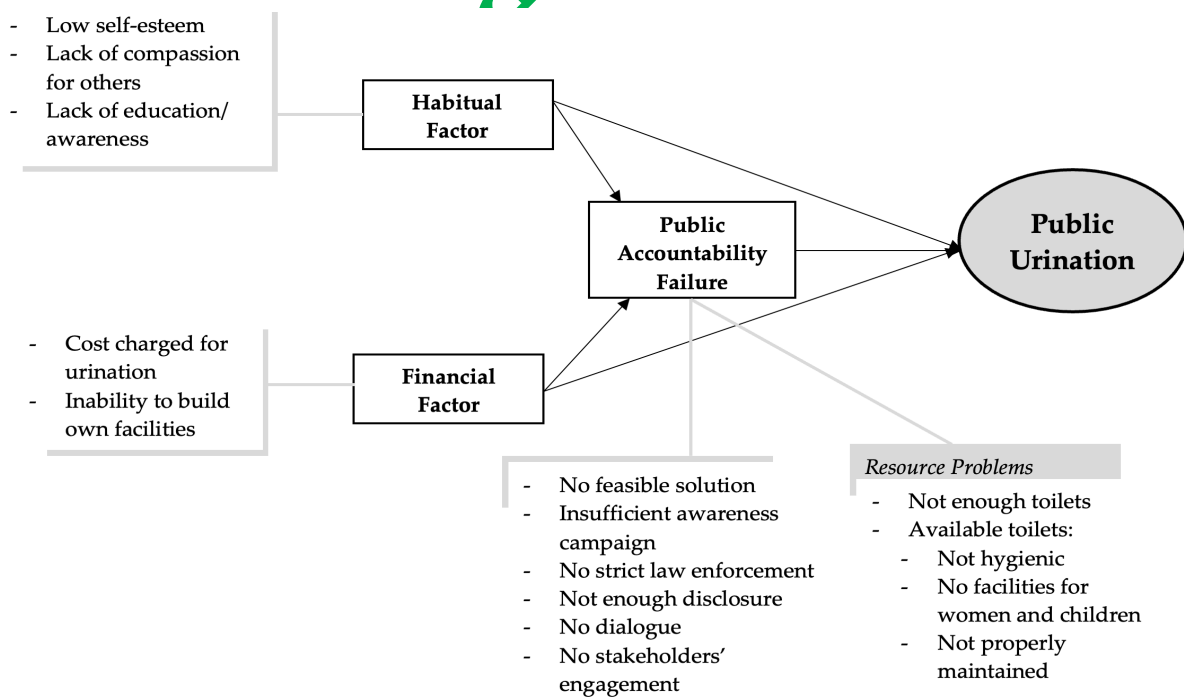 - Low self-esteem
- Lack of compassion
for others
- Lack of education/
awareness
Habitual
Factor
Public
Accountability
Failure
Public
Urination
- Cost charged for
urination
- Inability to build
own facilities
Financial
Factor
- No feasible solution
- Insufficient awareness
campaign
- No strict law enforcement
- Not enough disclosure
- No dialogue
- No stakeholders’
engagement
Resource Problems
- Not enough toilets
- Available toilets:
- Not hygienic
- No facilities for
women and children
- Not properly
maintained